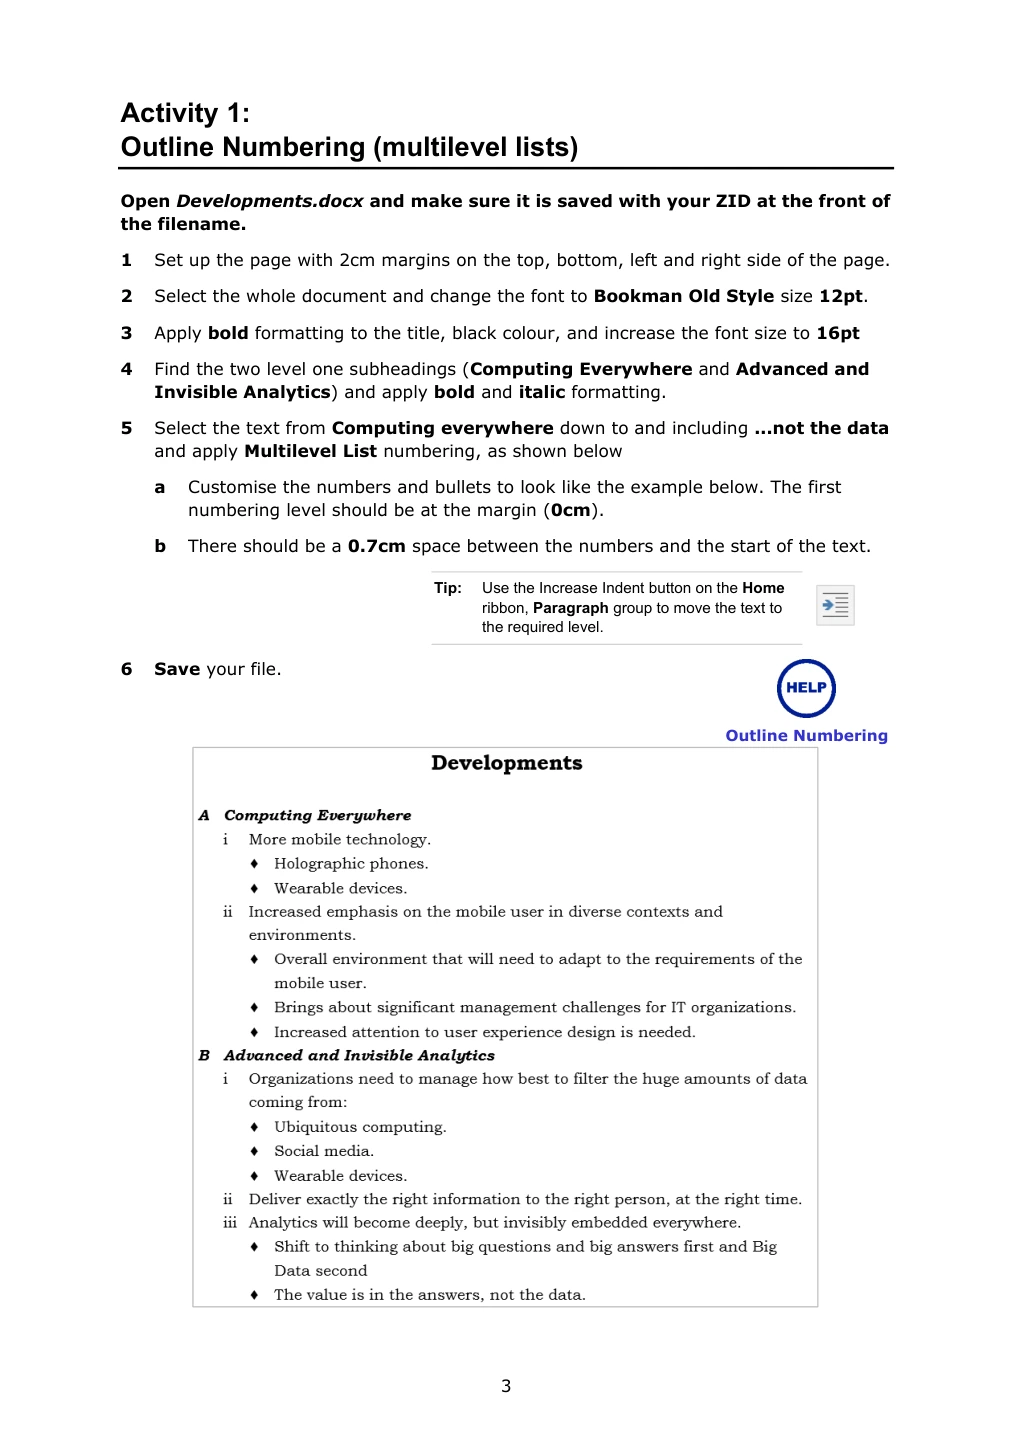 Activity 1:
Outline Numbering (multilevel lists)
Open Developments.docx and make sure it is saved with your ZID at the front of
the filename.
1 Set up the page with 2cm margins on the top, bottom, left and right side of the page.
2 Select the whole document and change the font to Bookman Old Style size 12pt.
3 Apply bold formatting to the title, black colour, and increase the font size to 16pt
4 Find the two level one subheadings (Computing Everywhere and Advanced and
Invisible Analytics) and apply bold and italic formatting.
5 Select the text from Computing everywhere down to and including ...not the data
and apply Multilevel List numbering, as shown below
a Customise the numbers and bullets to look like the example below. The first
numbering level should be at the margin (0cm).
b There should be a 0.7cm space between the numbers and the start of the text.
Tip: Use the Increase Indent button on the Home
ribbon, Paragraph group to move the text to
the required level.
6 Save your file.
HELP
Outline Numbering
Developments
A Computing Everywhere
i More mobile technology.
♦ Holographic phones.
♦ Wearable devices.
ii Increased emphasis on the mobile user in diverse contexts and
environments.
♦ Overall environment that will need to adapt to the requirements of the
mobile user.
♦ Brings about significant management challenges for IT organizations.
♦ Increased attention to user experience design is needed.
B Advanced and Invisible Analytics
i Organizations need to manage how best to filter the huge amounts of data
coming from:
♦ Ubiquitous computing.
♦ Social media.
♦ Wearable devices.
ii Deliver exactly the right information to the right person, at the right time.
iii Analytics will become deeply, but invisibly embedded everywhere.
♦ Shift to thinking about big questions and big answers first and Big
Data second
♦ The value is in the answers, not the data.
3